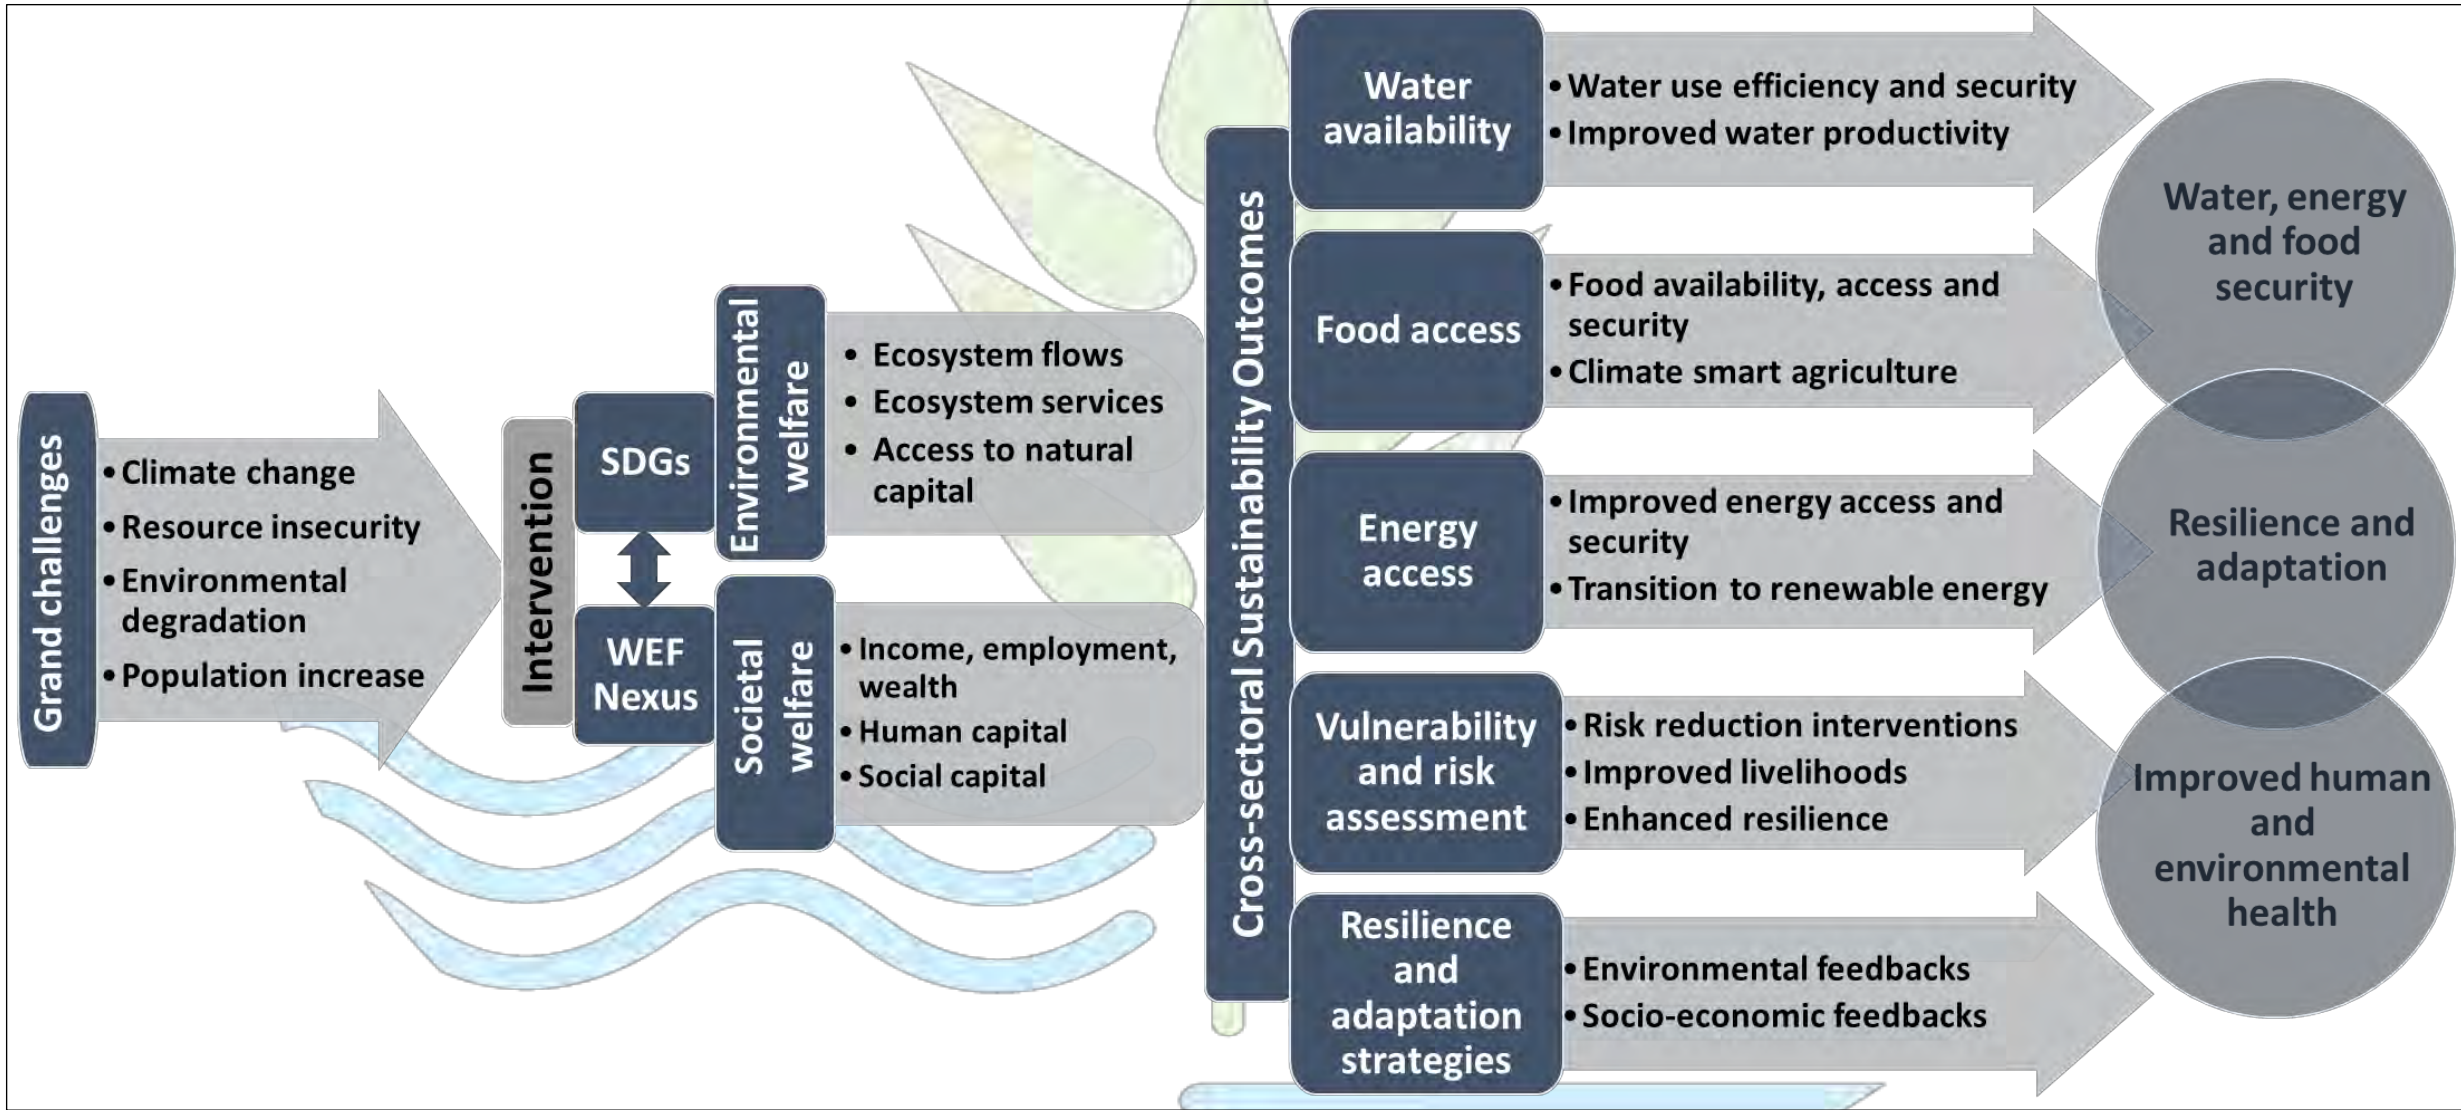 Grand challenges
•Climate change
•Resource insecurity
•Environmental
degradation
•Population increase
Intervention
SDGs
WEF
Nexus
Environmental
welfare
• Ecosystem flows
• Ecosystem services
• Access to natural
capital
Societal
welfare
•Income, employment,
wealth
•Human capital
•Social capital
Cross-sectoral Sustainability Outcomes
Water
availability
•Water use efficiency and security
•Improved water productivity
Food access
•Food availability, access and
security
•Climate smart agriculture
Energy
access
•Improved energy access and
security
•Transition to renewable energy
Vulnerability
and risk
assessment
•Risk reduction interventions
•Improved livelihoods
•Enhanced resilience
Resilience
and
adaptation
strategies
•Environmental feedbacks
•Socio-economic feedbacks
Water, energy
and food
security
Resilience and
adaptation
Improved human
and
environmental
health